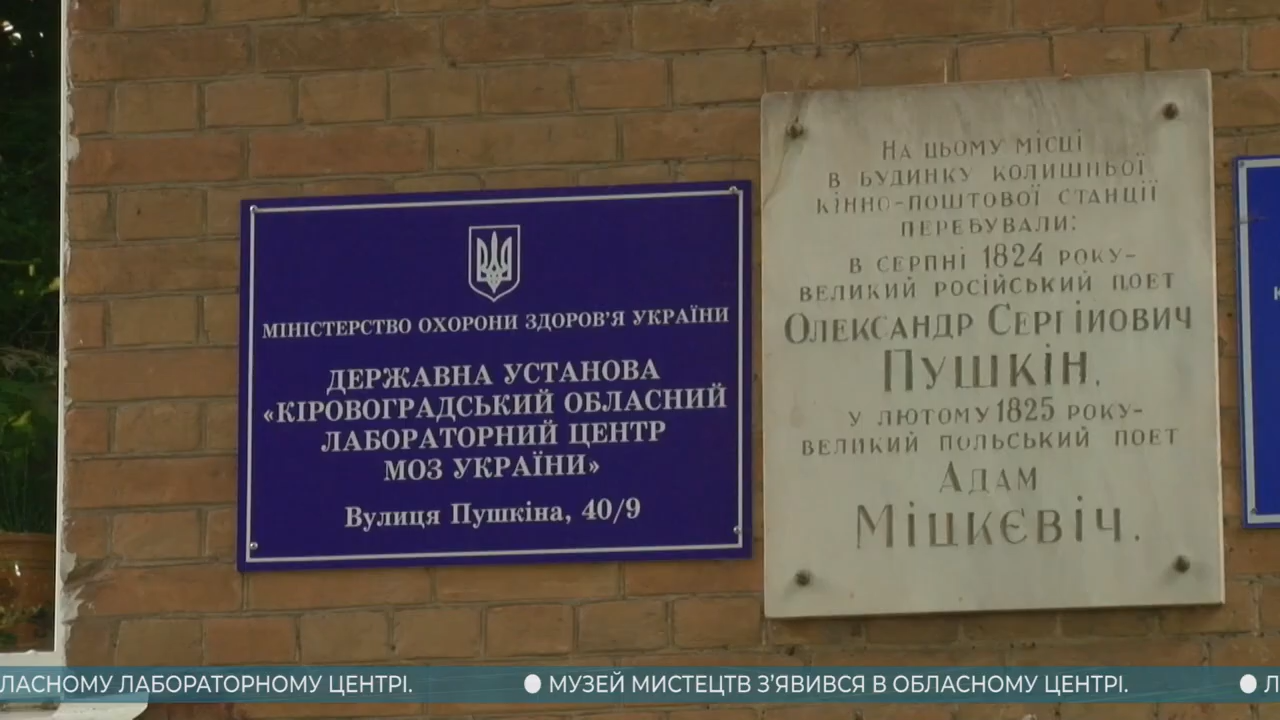 МІНІСТЕРСТВО ОХОРОНИ ЗДОРОВ'Я УКРАЇНИ
ДЕРЖАВНА УСТАНОВА
«КІРОВОГРАДСЬКИЙ ОБЛАСНИЙ
ЛАБОРАТОРНИЙ ЦЕНТР
МОЗ УКРАЇНИ»
Вулиця Пушкіна, 40/9
НА ЦЬОМУ МІСЦІ
В БУДИНКУ КОЛИШНЬОЇ
КІННО-ПОШТОВОЇ СТАНЦІЇ
ПЕРЕБУВАЛИ:
В СЕРПНІ 1824 РОКУ-
ВЕЛИКИЙ РОСІЙСЬКИЙ ПОЕТ
ОЛЕКСАНДР СЕРГІЙОВИЧ
ПУШКІН.
У ЛЮТОМУ 1825 РОКУ-
ВЕЛИКИЙ ПОЛЬСЬКИЙ ПОЕТ
АДАМ
МІЦКЄВІЧ.
ЛАСНОМУ ЛАБОРАТОРНОМУ ЦЕНТРІ. ● МУЗЕЙ МИСТЕЦТВ З'ЯВИВСЯ В ОБЛАСНОМУ ЦЕНТРІ. ● Л